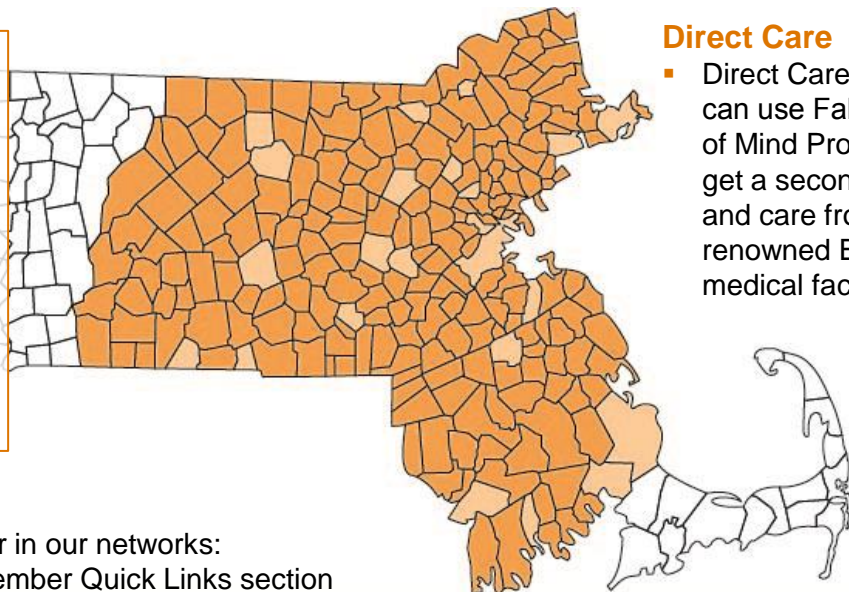 Direct Care
▪ Direct Care
can use Fal
of Mind Pro
get a secon
and care fro
renowned B
medical fac
r in our networks:
ember Quick Links section